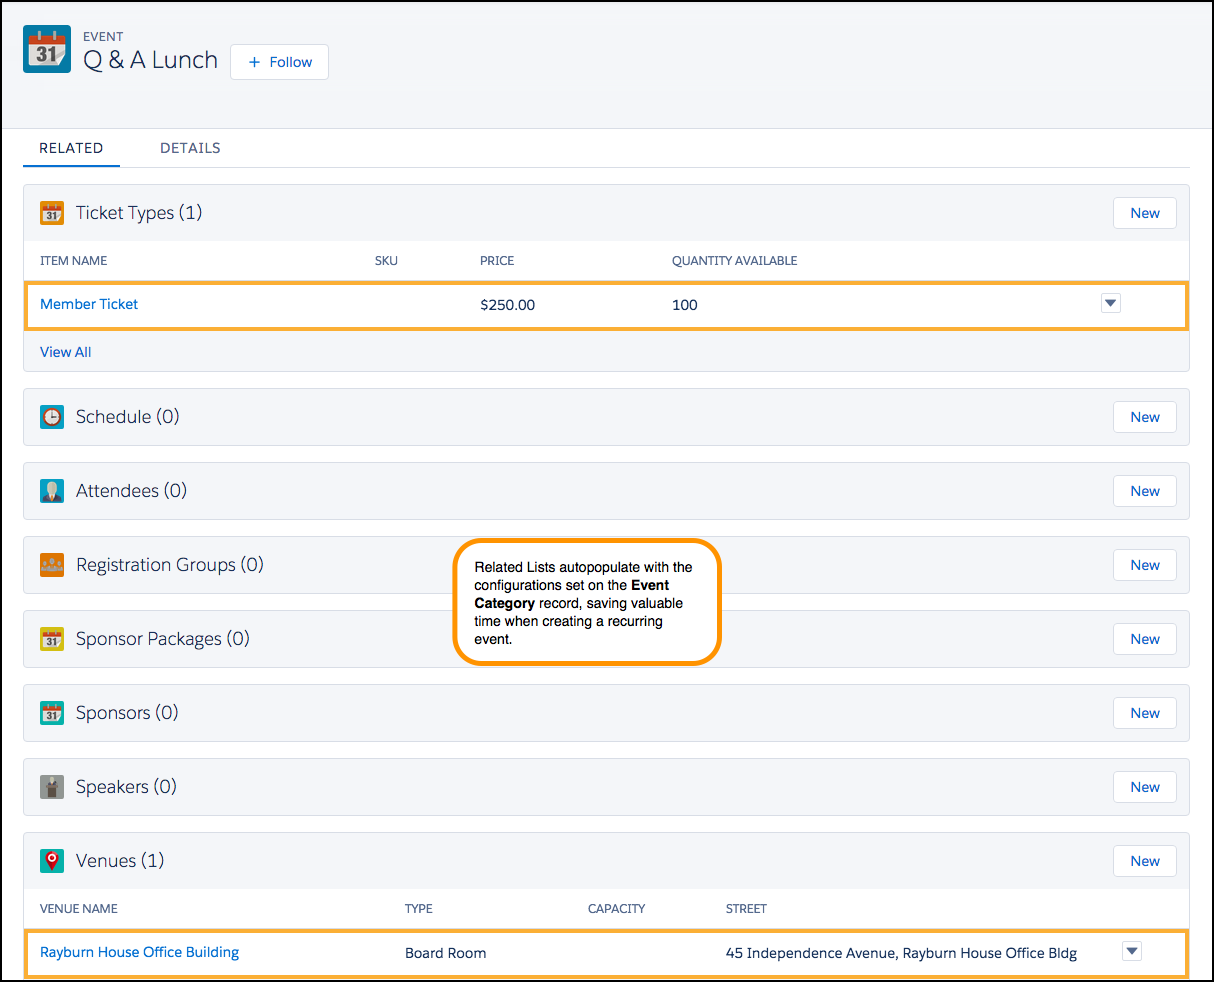 EVENT
31
Q & A Lunch
+ Follow
RELATED DETAILS
31 Ticket Types (1) New
ITEM NAME SKU PRICE QUANTITY AVAILABLE
Member Ticket $250.00 100
View All
Schedule (0) New
Attendees (0) New
Registration Groups (0) New
Related Lists autopopulate with the
configurations set on the Event
Category record, saving valuable
time when creating a recurring
event.
31 Sponsor Packages (0) New
31 Sponsors (0) New
Speakers (0) New
Venues (1) New
VENUE NAME TYPE CAPACITY STREET
Rayburn House Office Building Board Room 45 Independence Avenue, Rayburn House Office Bldg